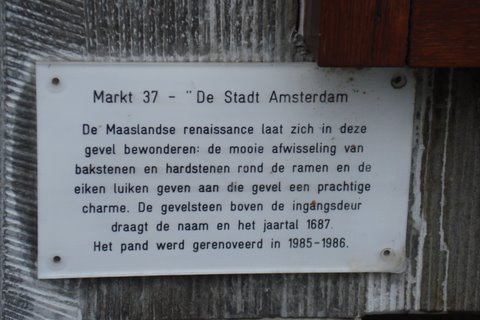 Markt 37 - "De Stadt Amsterdam"
De Maaslandse renaissance laat zich in deze
gevel bewonderen: de mooie afwisseling van
bakstenen en hardstenen rond de ramen en de
eiken luiken geven aan die gevel een prachtige
charme. De gevelsteen boven de ingangsdeur
draagt de naam en het jaartal 1687.
Het pand werd gerenoveerd in 1985-1986.